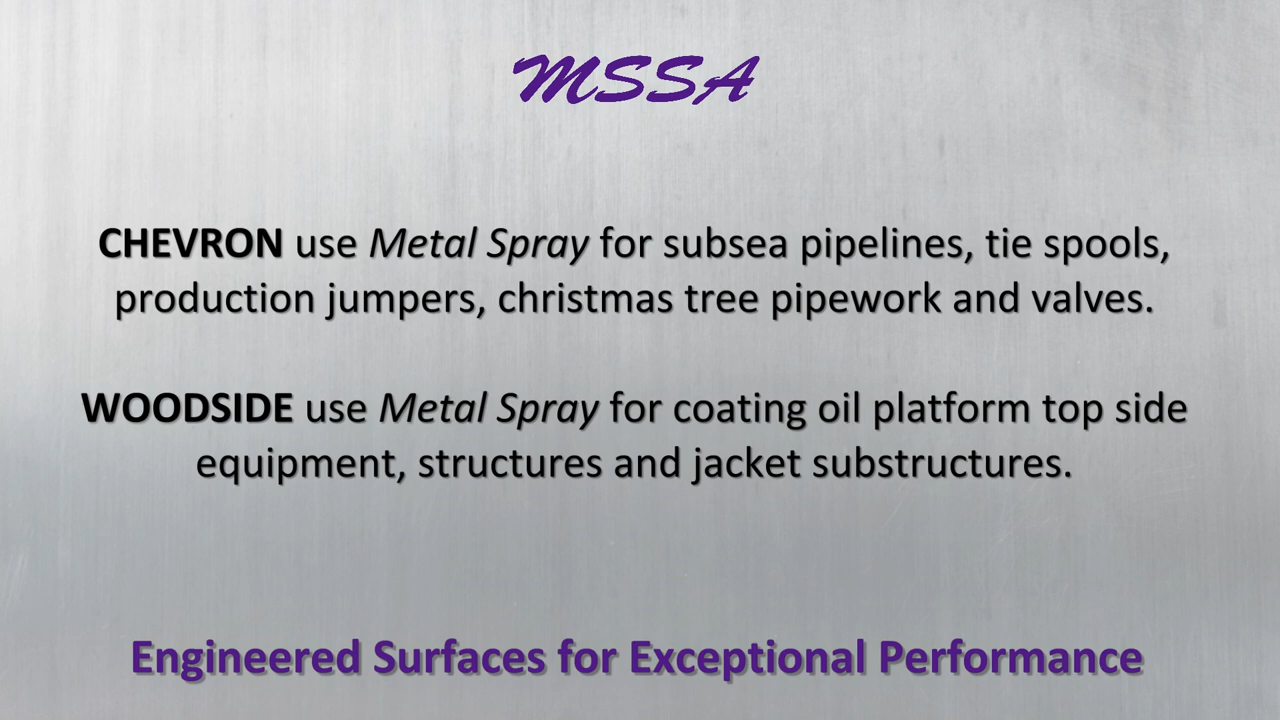 MSSA
CHEVRON use Metal Spray for subsea pipelines, tie spools,
production jumpers, christmas tree pipework and valves.
WOODSIDE use Metal Spray for coating oil platform top side
equipment, structures and jacket substructures.
Engineered Surfaces for Exceptional Performance